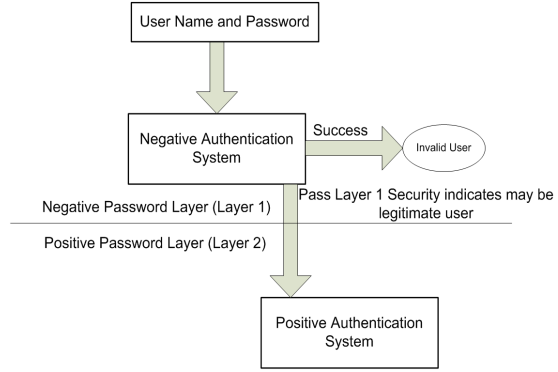 User Name and Password
Negative Authentication
System
Success
Invalid User
Pass Layer 1 Security indicates may be
legitimate user
Negative Password Layer (Layer 1)
Positive Password Layer (Layer 2)
Positive Authentication
System